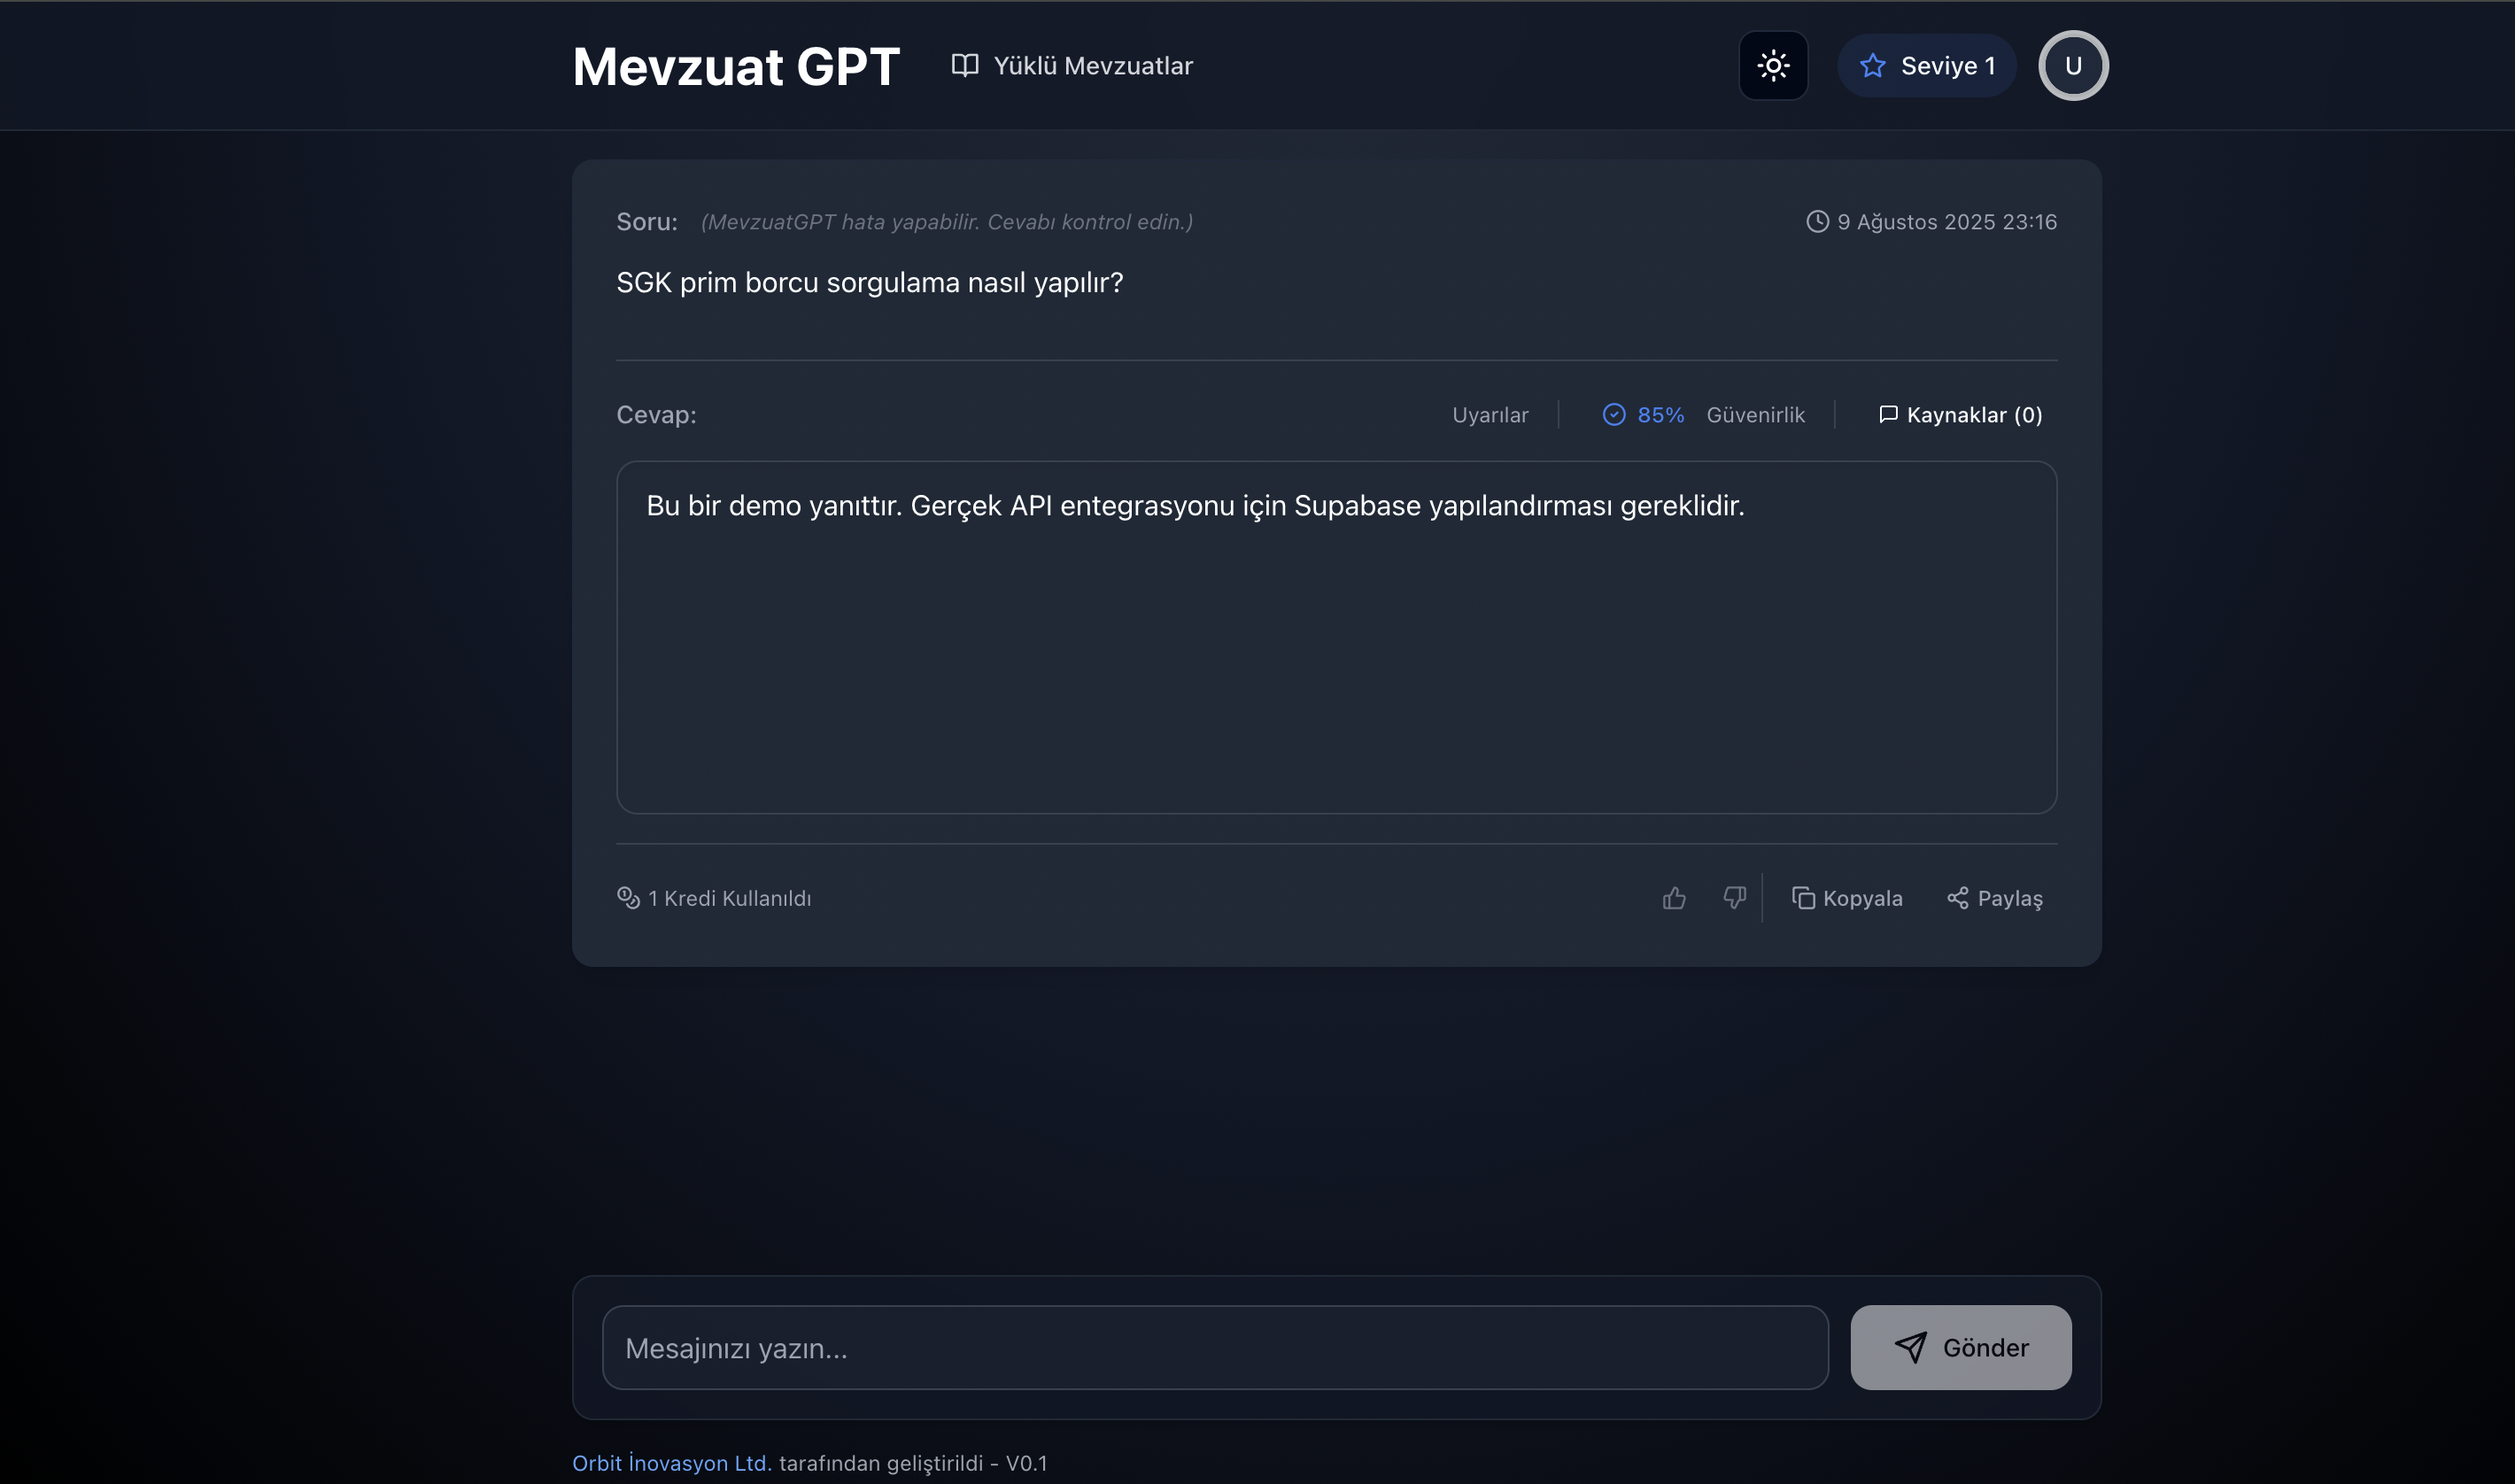 Mevzuat GPT
Yüklü Mevzuatlar
Seviye 1
U
Soru: (MevzuatGPT hata yapabilir. Cevabı kontrol edin.)
9 Ağustos 2025 23:16
SGK prim borcu sorgulama nasıl yapılır?
Cevap:
Uyarılar
85% Güvenirlik
Kaynaklar (0)
Bu bir demo yanıttır. Gerçek API entegrasyonu için Supabase yapılandırması gereklidir.
1 Kredi Kullanıldı
Kopyala
Paylaş
Mesajınızı yazın...
Gönder
Orbit İnovasyon Ltd. tarafından geliştirildi - V0.1